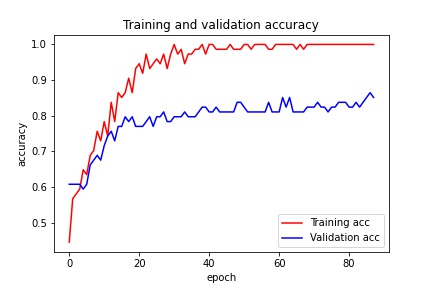 Training and validation accuracy
accuracy
1.0
0.9
0.8
0.7
0.6
0.5
0
20
40
60
80
epoch
Training acc
Validation acc